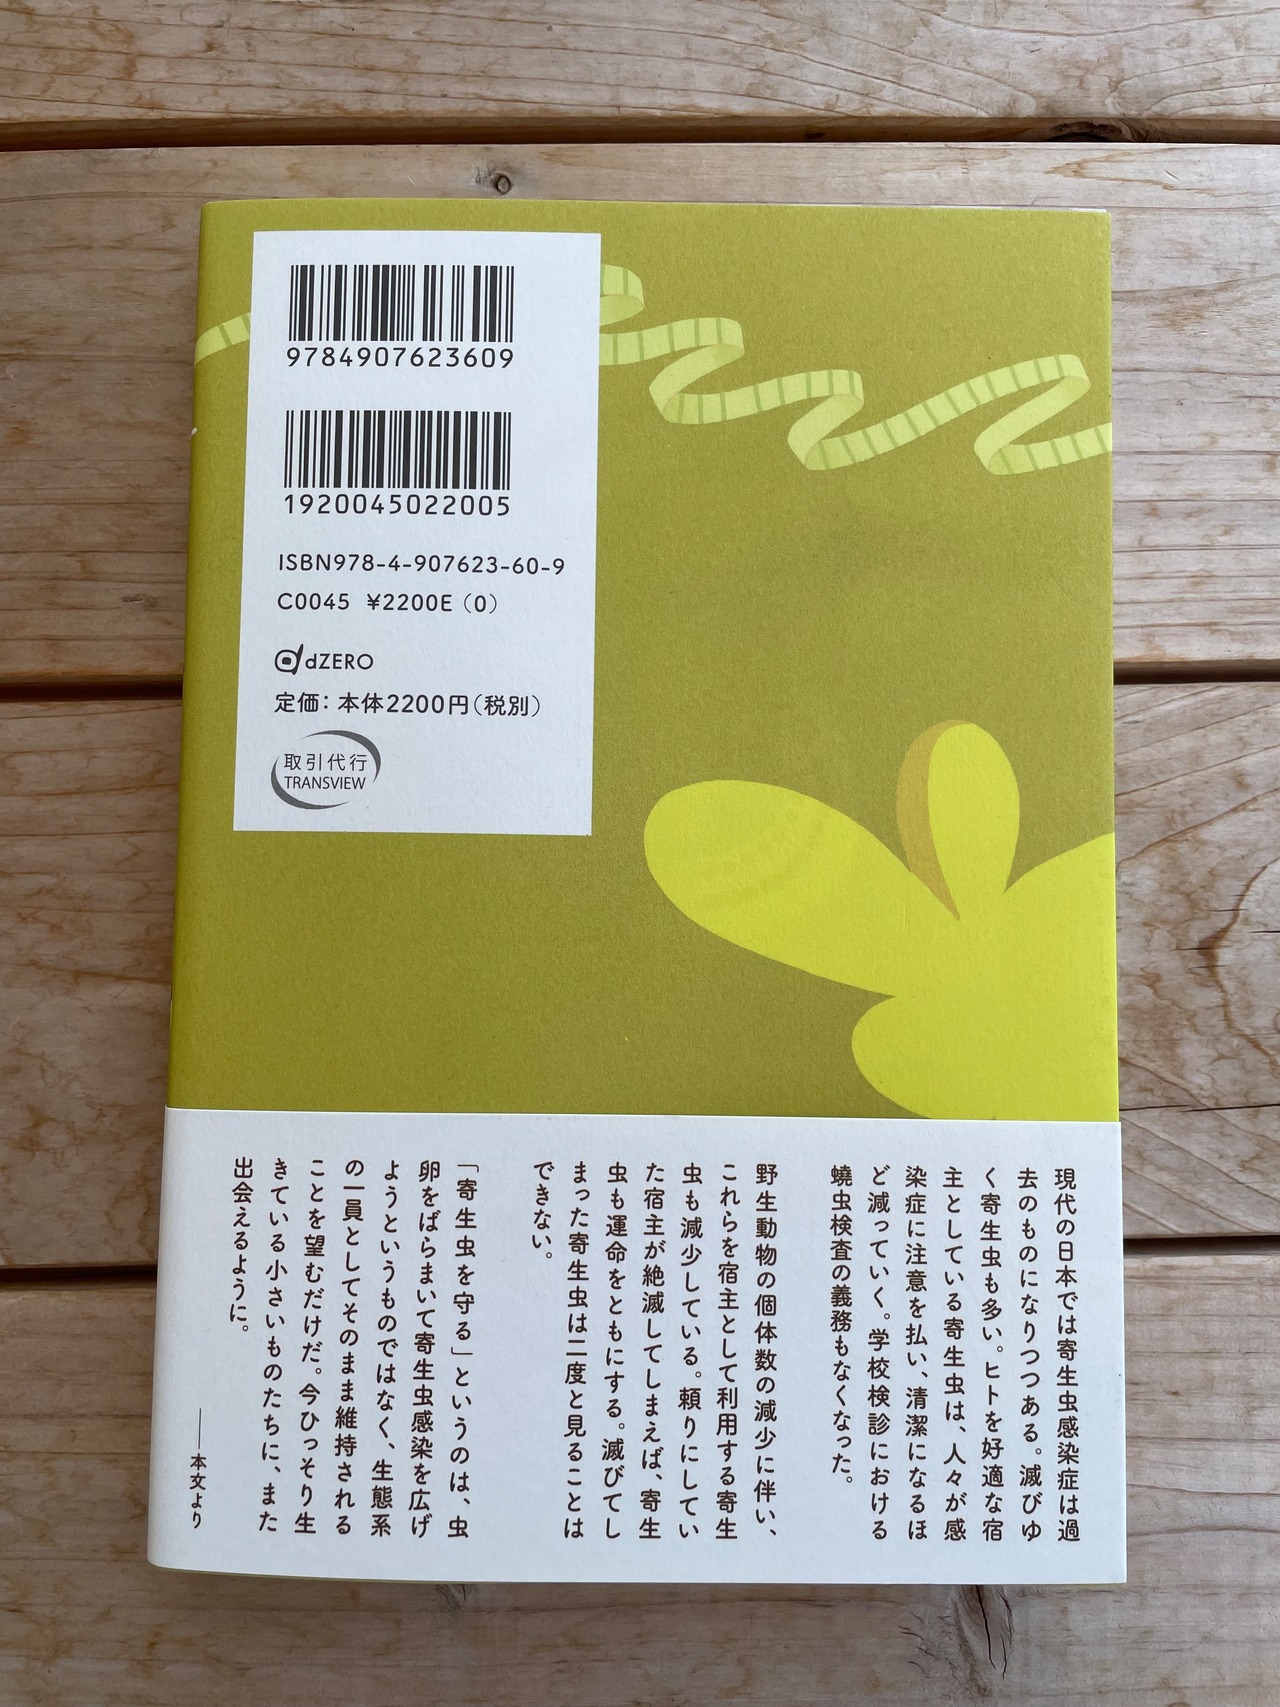 9784907623609
1920045022005
ISBN978-4-907623-60-9
C0045 ¥2200E（0）
dZERO
定価：本体2200円（税別）
取引代行
TRANSVIEW
現代の日本では寄生虫感染症は過
去のものになりつつある。滅びゆ
く寄生虫も多い。ヒトを好適な宿
主としている寄生虫は、人々が感
染症に注意を払い、清潔になるほ
ど減っていく。学校検診における
蟯虫検査の義務もなくなった。
野生動物の個体数の減少に伴い、
これらを宿主として利用する寄生
虫も減少している。頼りにしてい
た宿主が絶滅してしまえば、寄生
虫も運命をともにする。滅びてし
まった寄生虫は二度と見ることは
できない。
「寄生虫を守る」というのは、虫
卵をばらまいて寄生虫感染を広げ
ようというものではなく、生態系
の一員としてそのまま維持される
ことを望むだけだ。今ひっそり生
きている小さいものたちに、また
出会えるように。
——本文より